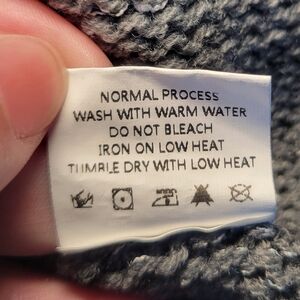 NORMAL PROCESS
WASH WITH WARM WATER
DO NOT BLEACH
IRON ON LOW HEAT
TUMBLE DRY WITH LOW HEAT